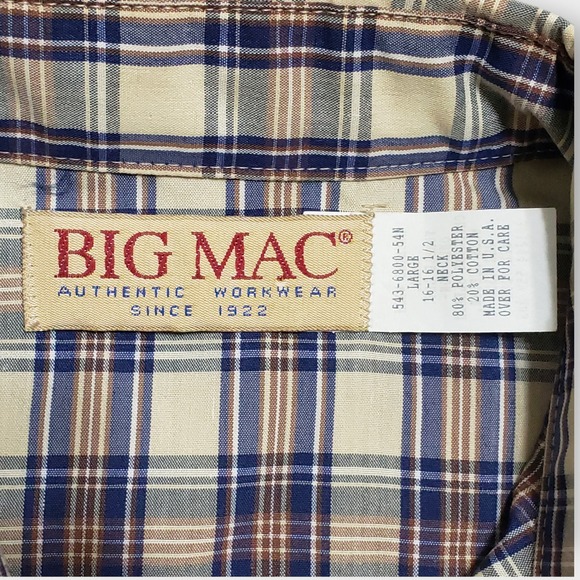 BIG MAC®
AUTHENTIC WORKWEAR
SINCE 1922
543-6800-54N
LARGE
16-16 1/2
NECK
80% POLYESTER
20% COTTON
MADE IN U.S.A.
OVER FOR CARE